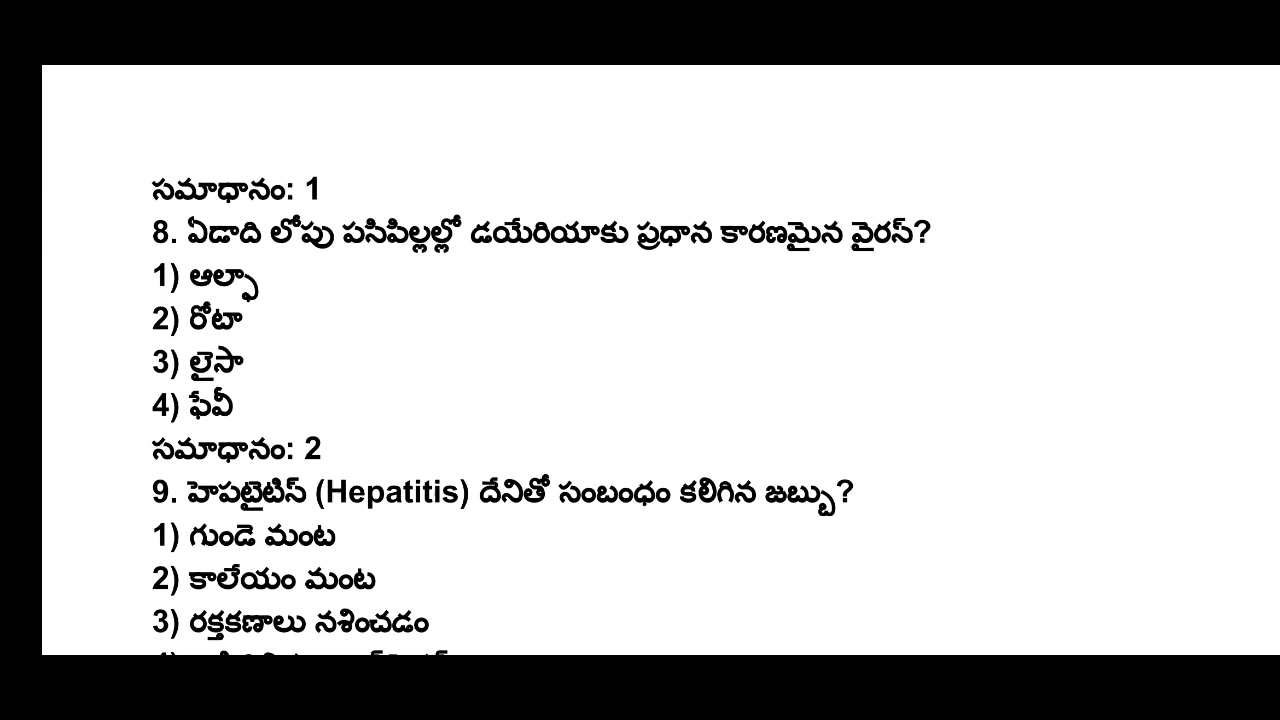 సమాధానం: 1
8. ఏడాది లోపు పసిపిల్లల్లో డయేరియాకు ప్రధాన కారణమైన వైరస్?
1) ఆల్ఫా
2) రోటా
3) లైసా
4) ఫేవీ
సమాధానం: 2
9. హెపటైటిస్ (Hepatitis) దేనితో సంబంధం కలిగిన జబ్బు?
1) గుండె మంట
2) కాలేయం మంట
3) రక్తకణాలు నశించడం